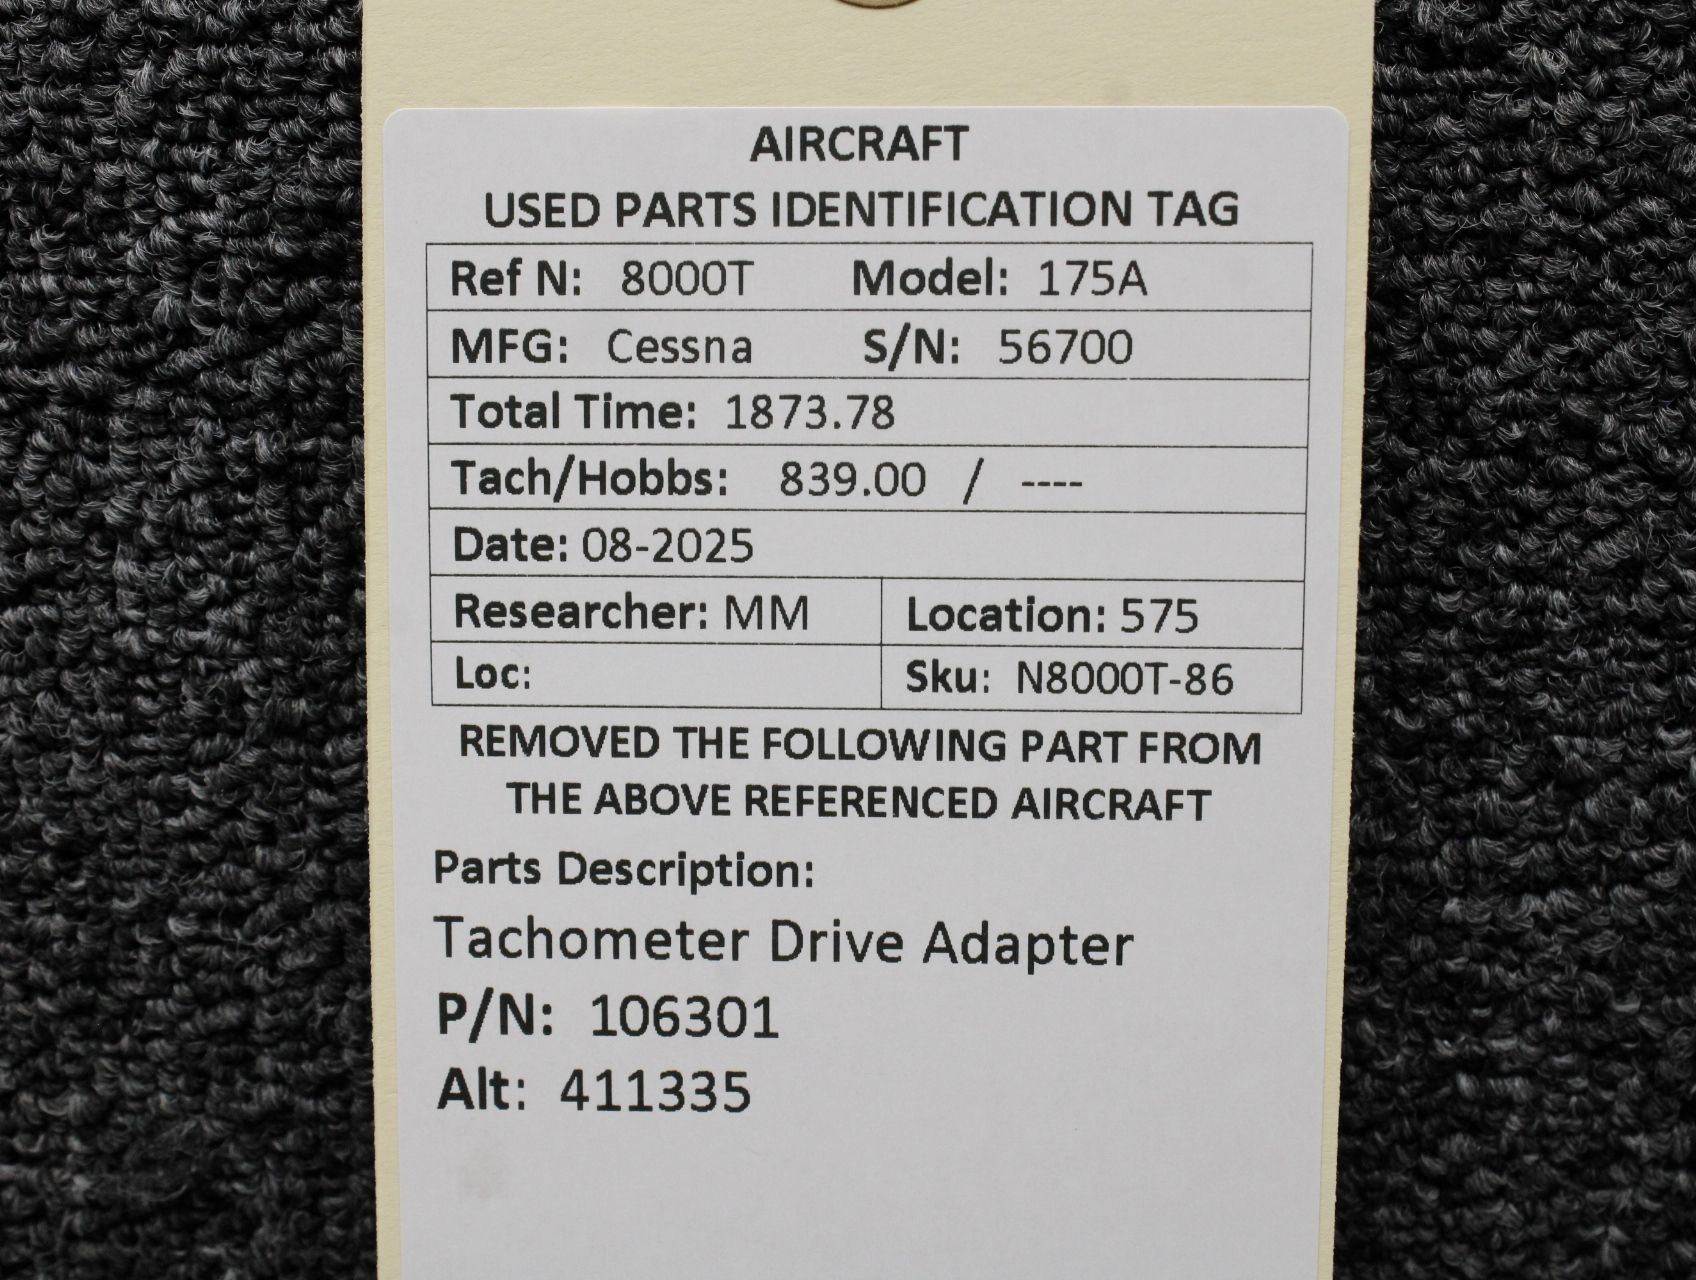 AIRCRAFT
USED PARTS IDENTIFICATION TAG
Ref N: 8000T Model: 175A
MFG: Cessna S/N: 56700
Total Time: 1873.78
Tach/Hobbs: 839.00 / ----
Date: 08-2025
Researcher: MM Location: 575
Loc: Sku: N8000T-86
REMOVED THE FOLLOWING PART FROM
THE ABOVE REFERENCED AIRCRAFT
Parts Description:
Tachometer Drive Adapter
P/N: 106301
Alt: 411335